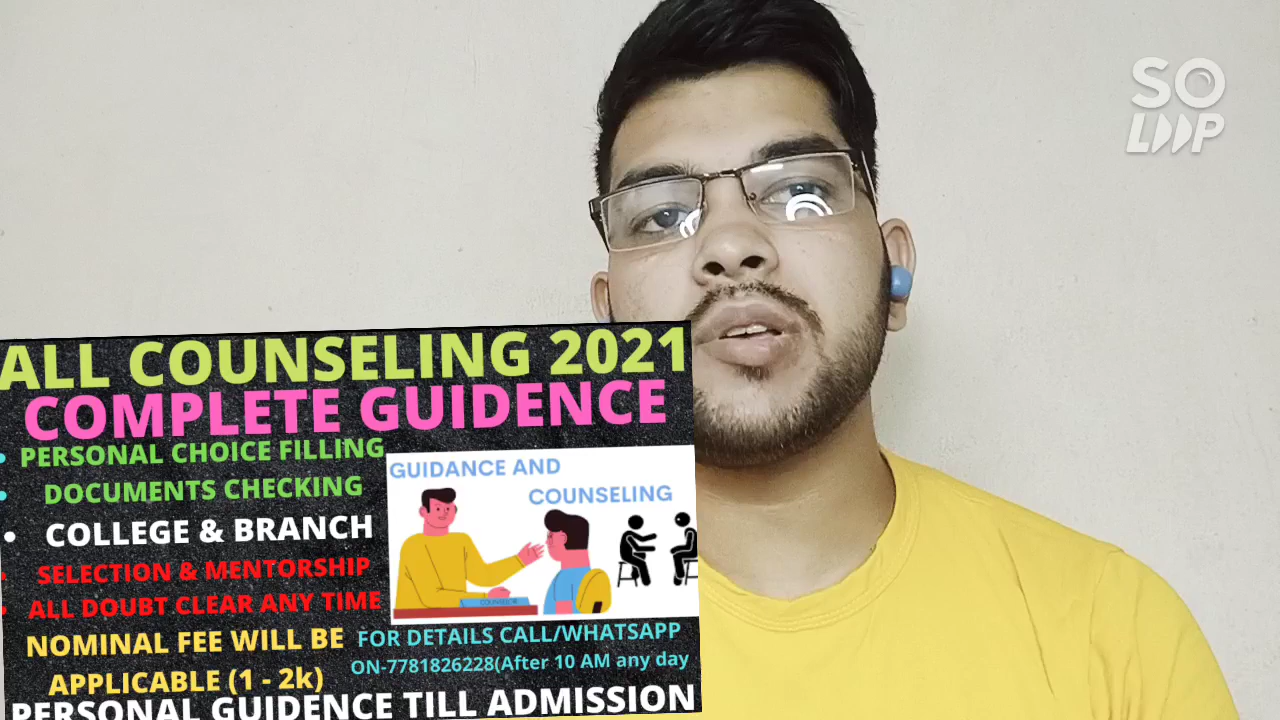 SO
LOOP
ALL COUNSELING 2021
COMPLETE GUIDENCE
• PERSONAL CHOICE FILLING
• DOCUMENTS CHECKING
• COLLEGE & BRANCH
• SELECTION & MENTORSHIP
• ALL DOUBT CLEAR ANY TIME
NOMINAL FEE WILL BE
APPLICABLE (1 - 2k)
GUIDANCE AND
COUNSELING
COUNSELOR
FOR DETAILS CALL/WHATSAPP
ON-7781826228(After 10 AM any day
PERSONAL GUIDENCE TILL ADMISSION